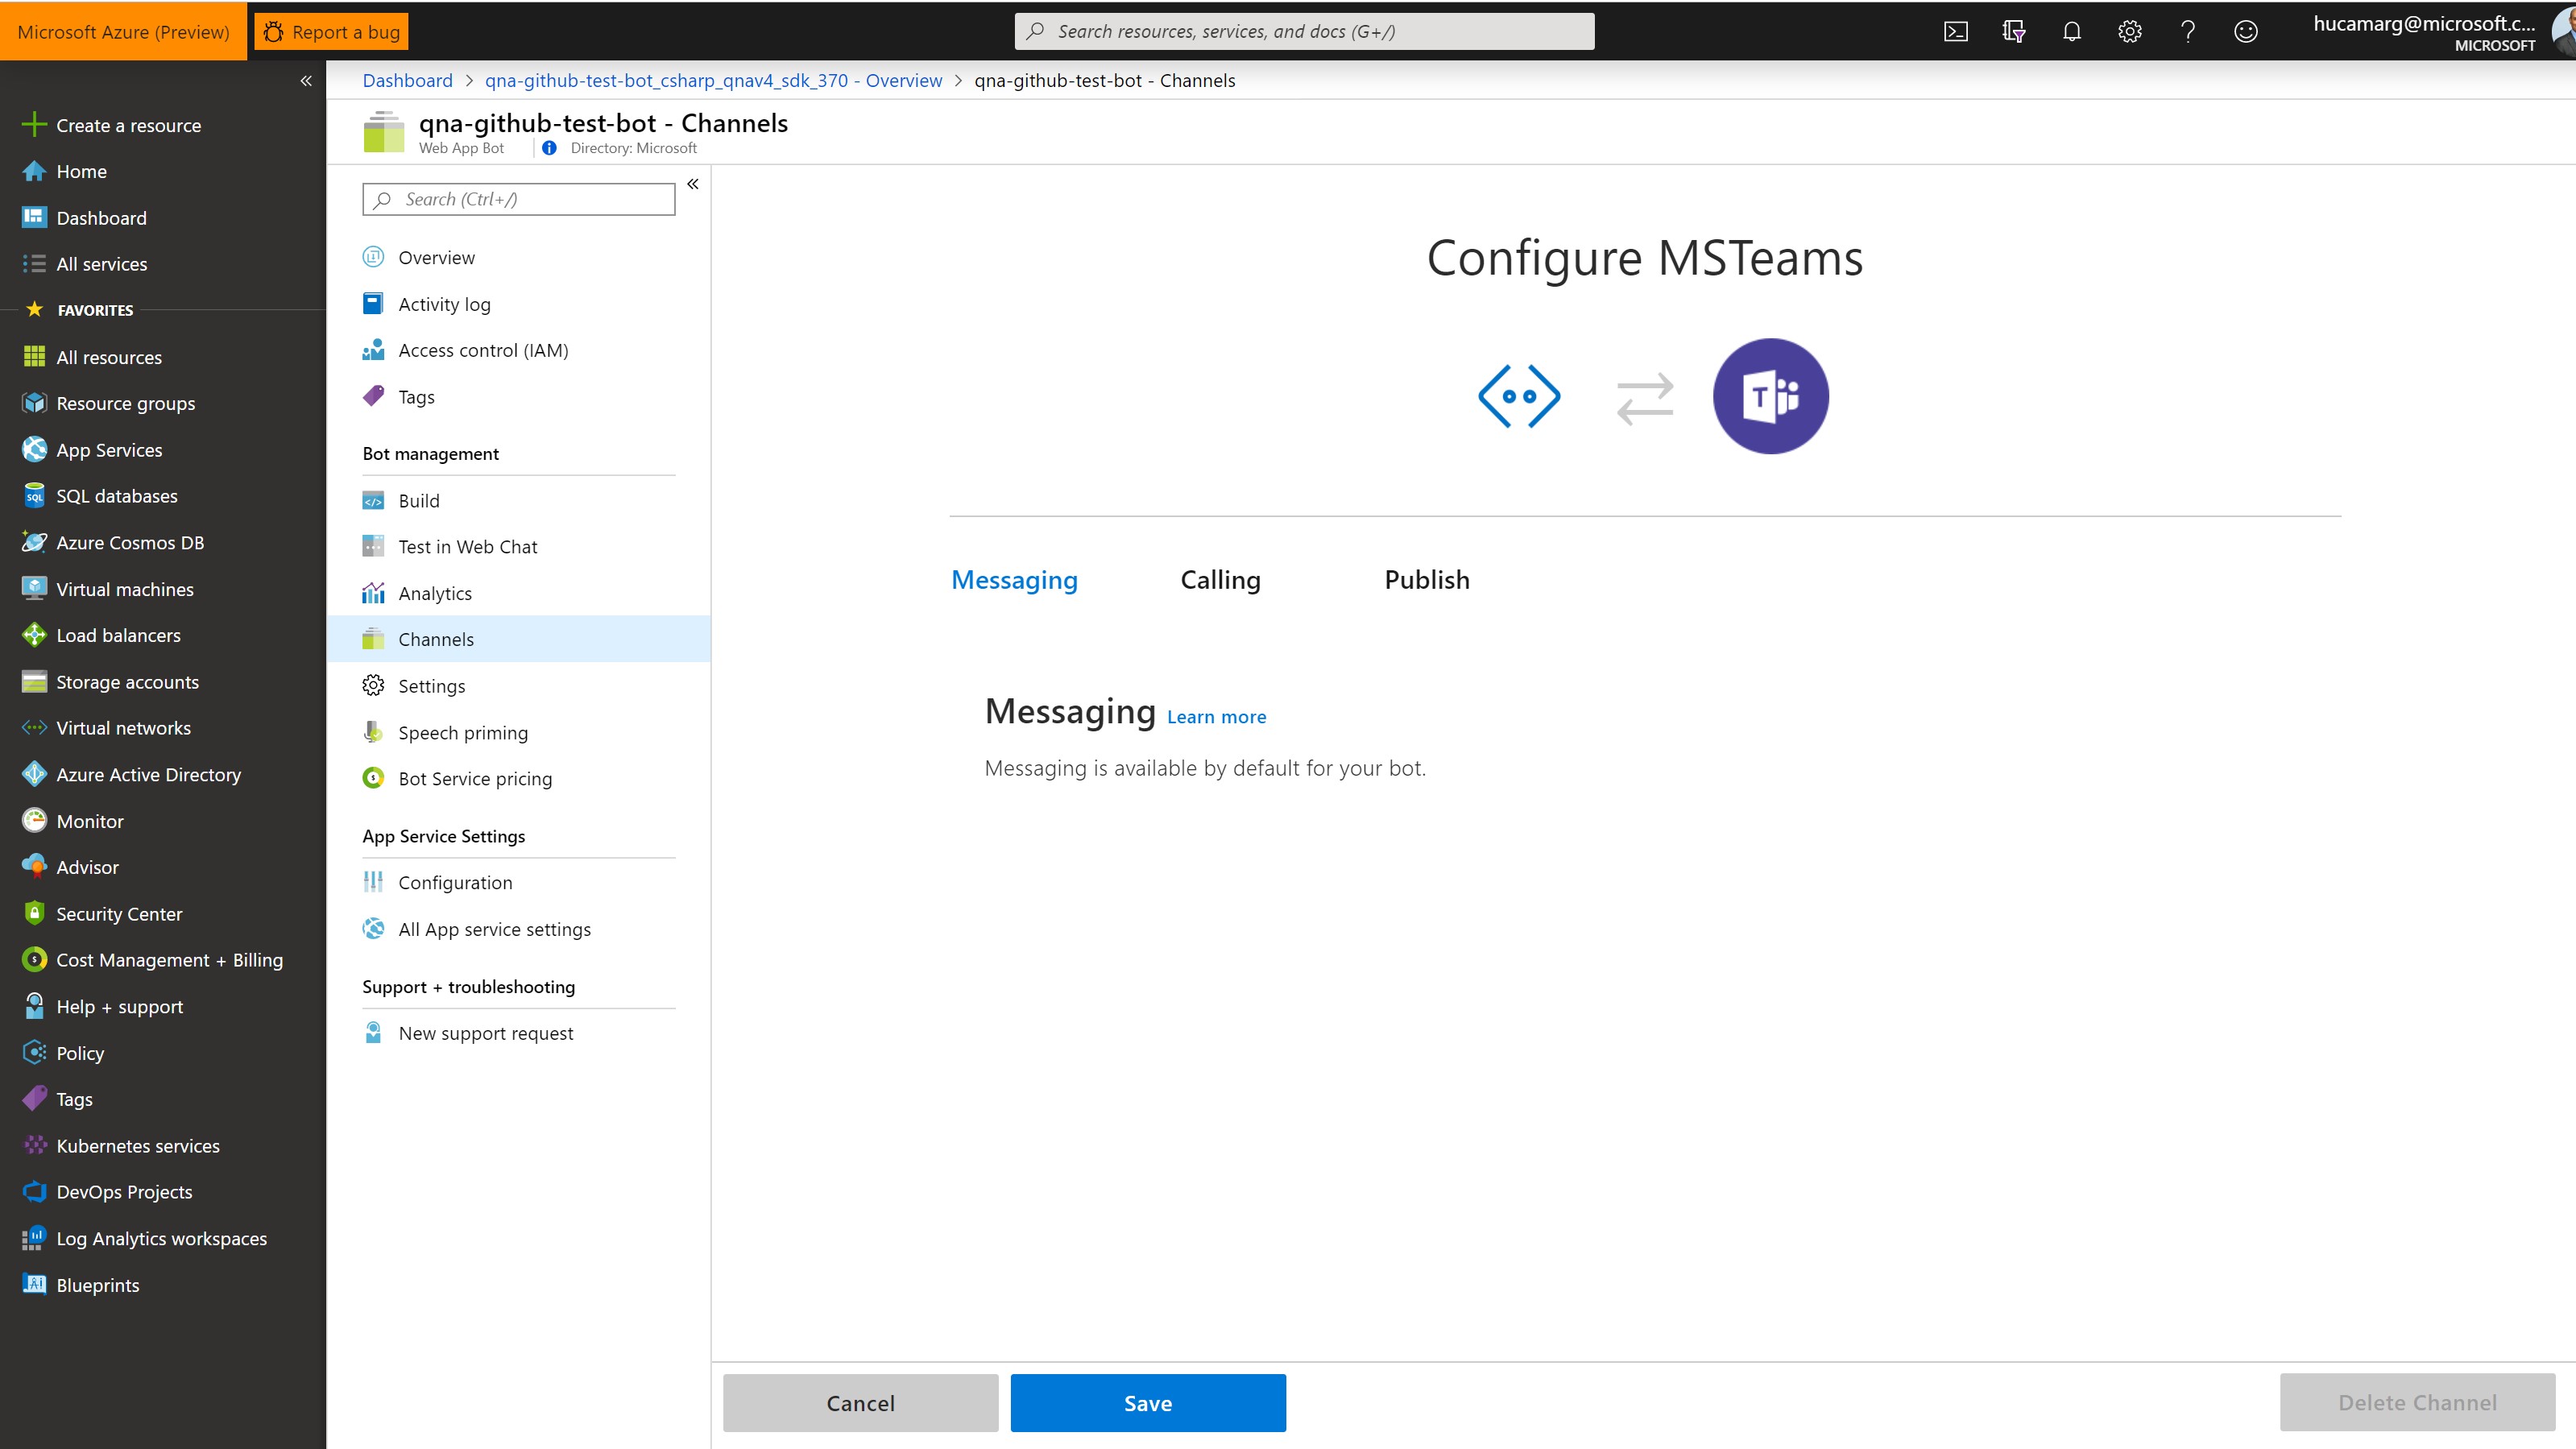 Microsoft Azure (Preview)
Report a bug
Search resources, services, and docs (G+/)
hucamarg@microsoft.c...
MICROSOFT
Create a resource
Home
Dashboard
All services
FAVORITES
All resources
Resource groups
App Services
SQL databases
Azure Cosmos DB
Virtual machines
Load balancers
Storage accounts
Virtual networks
Azure Active Directory
Monitor
Advisor
Security Center
Cost Management + Billing
Help + support
Policy
Tags
Kubernetes services
DevOps Projects
Log Analytics workspaces
Blueprints
Dashboard > qna-github-test-bot_csharp_qnav4_sdk_370 - Overview > qna-github-test-bot - Channels
qna-github-test-bot - Channels
Web App Bot
Directory: Microsoft
Search (Ctrl+/)
Overview
Activity log
Access control (IAM)
Tags
Bot management
Build
Test in Web Chat
Analytics
Channels
Settings
Speech priming
Bot Service pricing
App Service Settings
Configuration
All App service settings
Support + troubleshooting
New support request
Configure MSTeams
Messaging
Calling
Publish
Messaging Learn more
Messaging is available by default for your bot.
Cancel
Save
Delete Channel